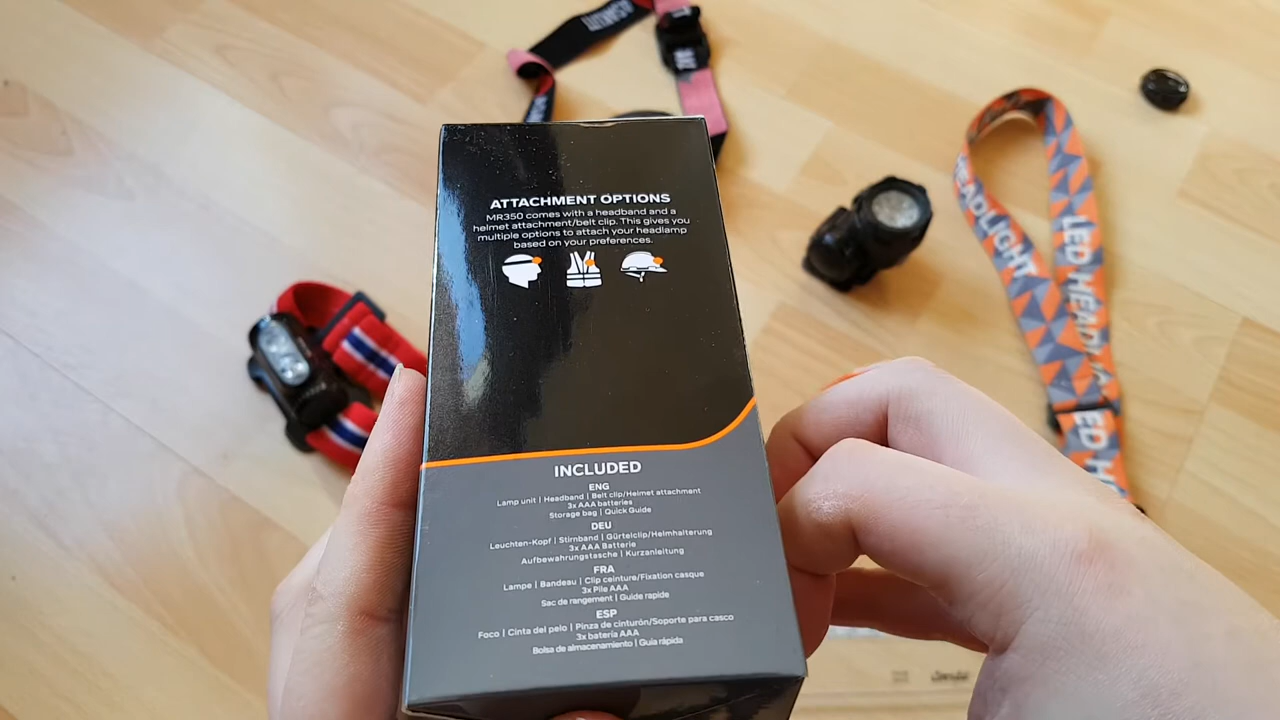 ATTACHMENT OPTIONS
MR350 comes with a headband and a
helmet attachment/belt clip. This gives you
multiple options to attach your headlamp
based on your preferences.
INCLUDED
ENG
Lamp unit | Headband | Belt clip/Helmet attachment
3x AAA batteries
Storage bag | Quick Guide
DEU
Leuchten-Kopf | Stirnband | Gürtelclip/Helmhalterung
3x AAA Batterie
Aufbewahrungstasche | Kurzanleitung
FRA
Lampe | Bandeau | Clip ceinture/Fixation casque
3x Pile AAA
Sac de rangement | Guide rapide
ESP
Foco | Cinta del pelo | Pinza de cinturón/Soporte para casco
3x batería AAA
Bolsa de almacenamiento | Guia rápida
HEADLIGHT
LED HEADLA
ED H